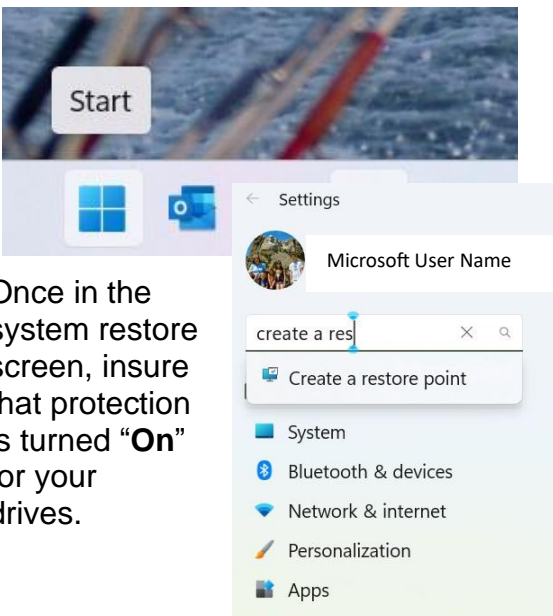 Start
Settings
Microsoft User Name
create a res
Create a restore point
System
Bluetooth & devices
Network & internet
Personalization
Apps
Once in the
system restore
screen, insure
that protection
is turned “On”
for your
drives.